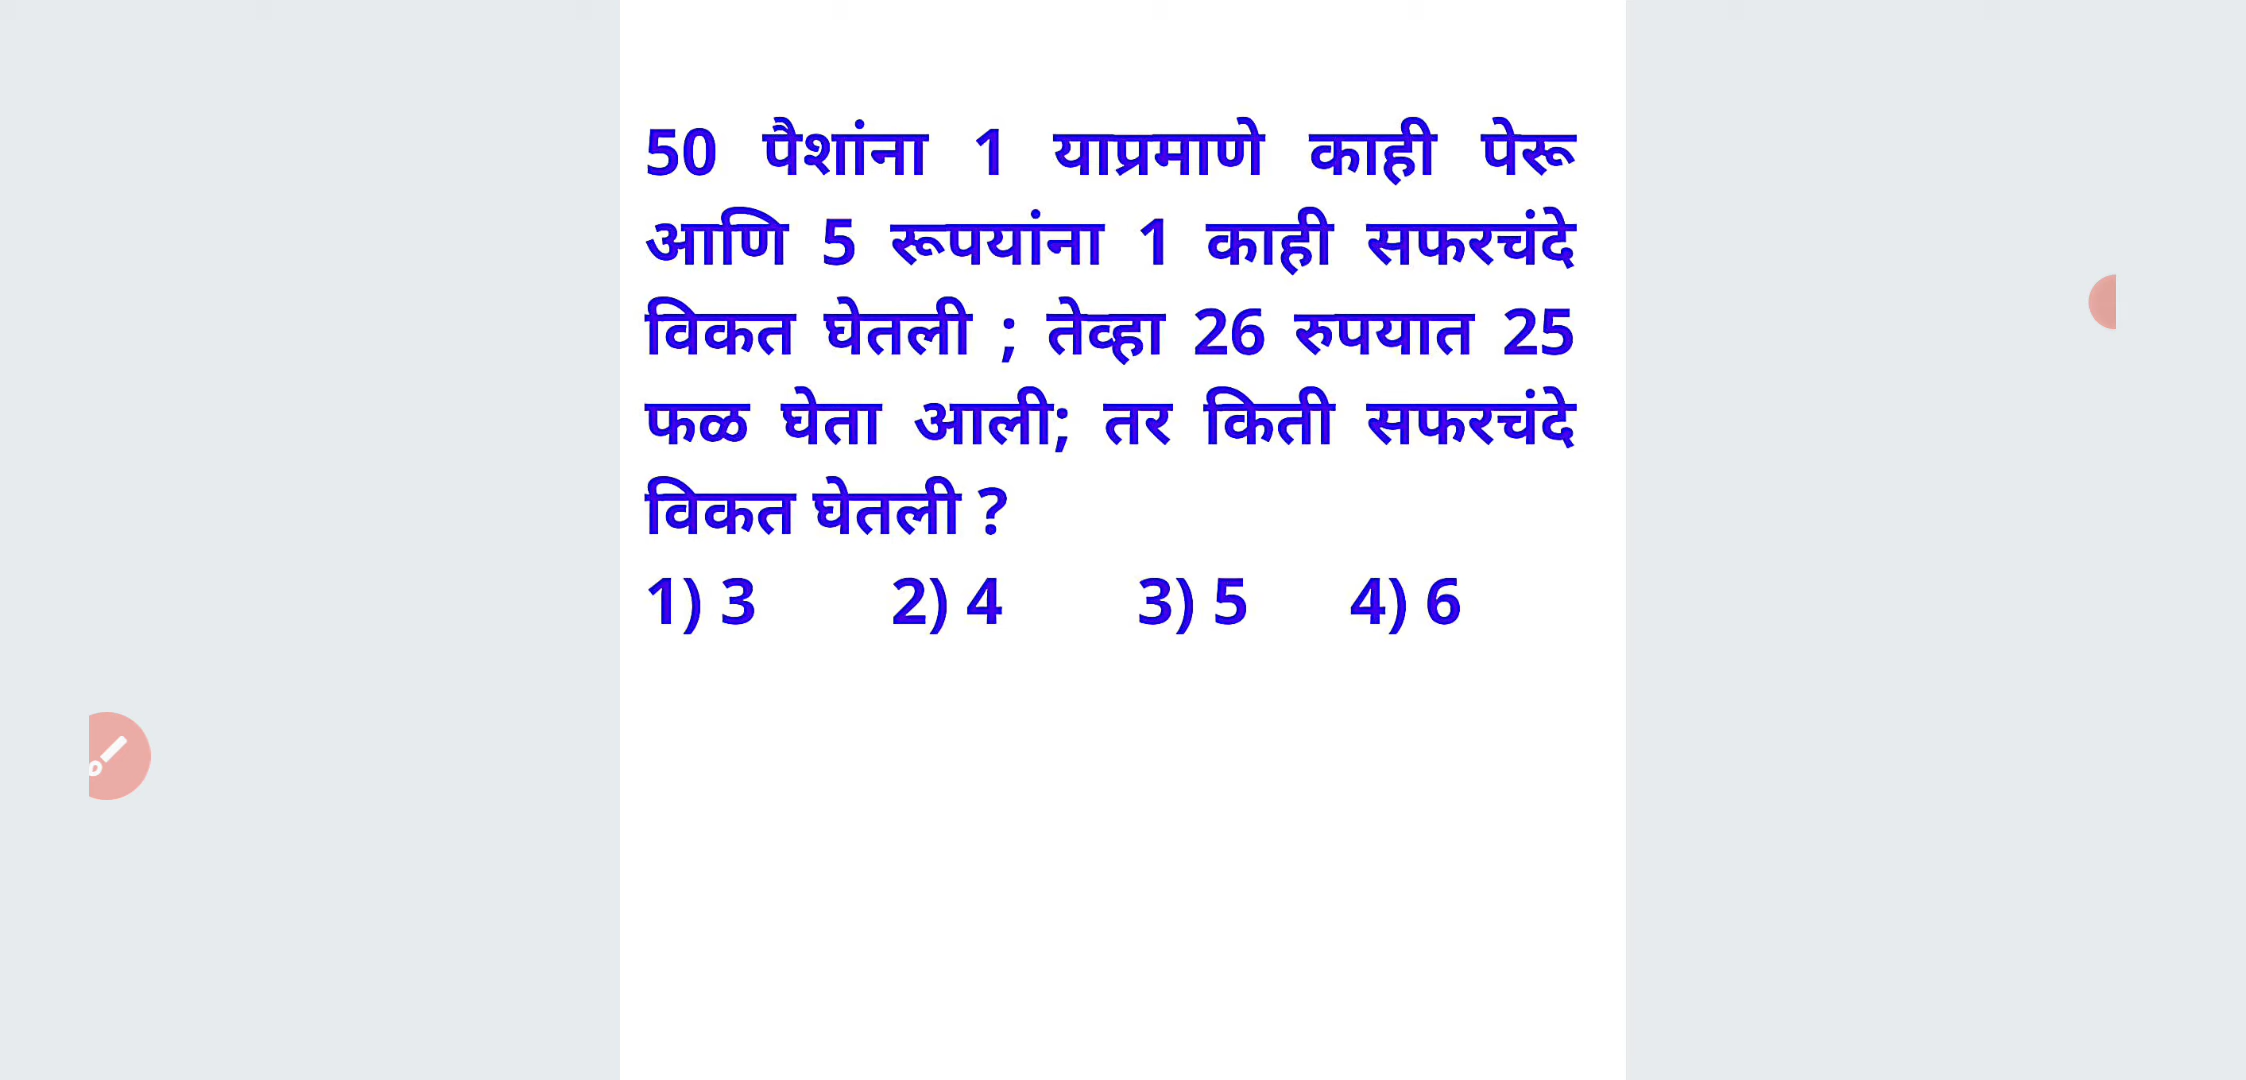 50 पैशांना 1 याप्रमाणे काही पेरू
आणि 5 रूपयांना 1 काही सफरचंदे
विकत घेतली ; तेव्हा 26 रुपयात 25
फळ घेता आली; तर किती सफरचंदे
विकत घेतली ?
1) 3 2) 4 3) 5 4) 6